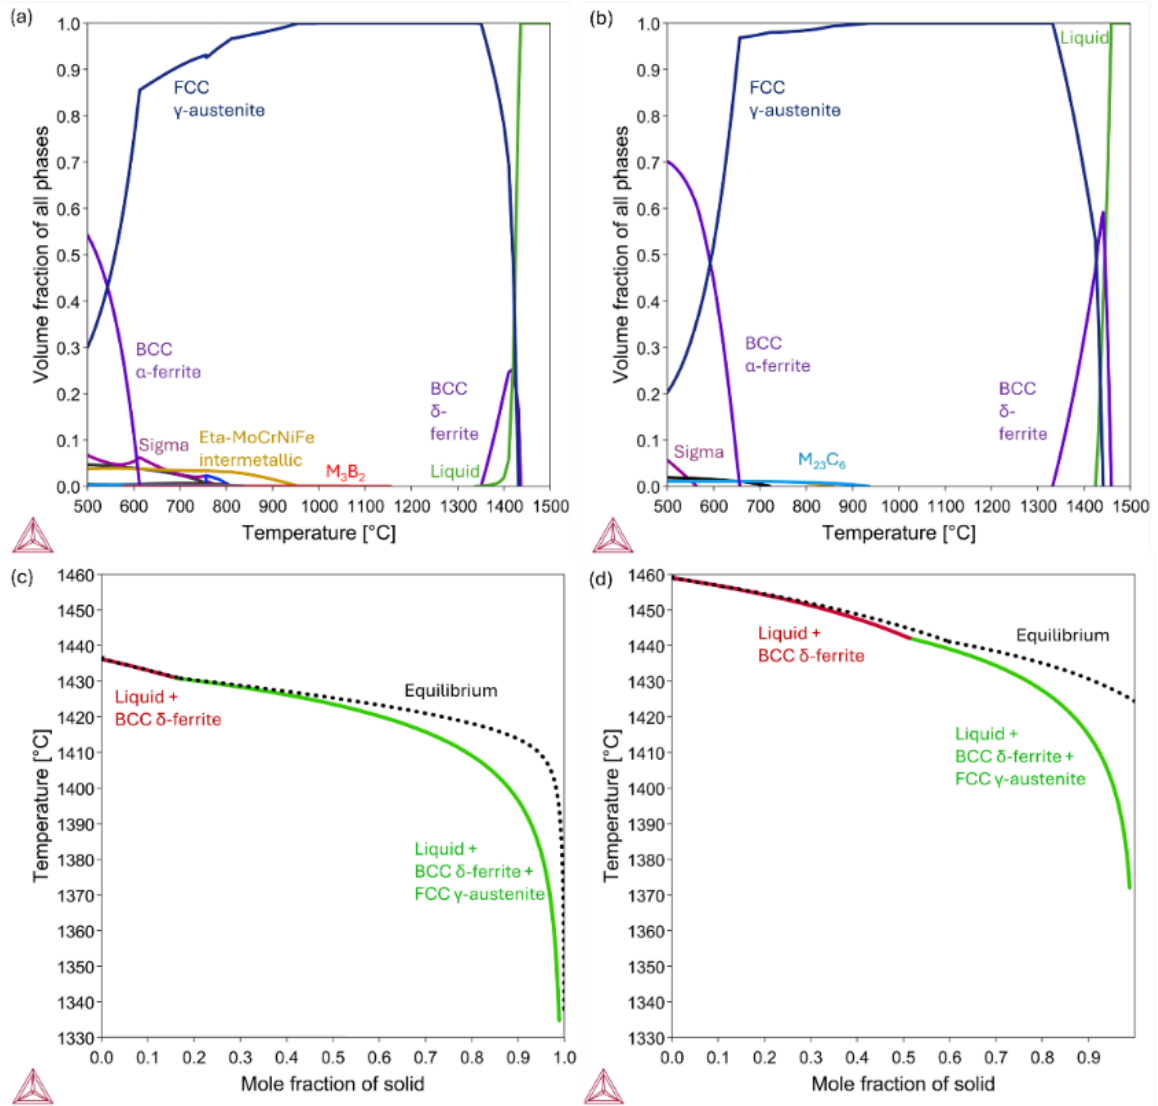 (a)
Volume fraction of all phases
1.0
0.9
0.8
0.7
0.6
0.5
0.4
0.3
0.2
0.1
0.0
FCC
γ-austenite
BCC
α-ferrite
Sigma
Eta-MoCrNiFe
intermetallic
M3B2
BCC
δ-
ferrite
Liquid
500 600 700 800 900 1000 1100 1200 1300 1400 1500
Temperature [°C]
(b)
Volume fraction of all phases
1.0
0.9
0.8
0.7
0.6
0.5
0.4
0.3
0.2
0.1
0.0
Liquid
FCC
γ-austenite
BCC
α-ferrite
Sigma
M23C6
BCC
δ-
ferrite
500 600 700 800 900 1000 1100 1200 1300 1400 1500
Temperature [°C]
(c)
Temperature [°C]
1460
1450
1440
1430
1420
1410
1400
1390
1380
1370
1360
1350
1340
1330
Liquid +
BCC δ-ferrite
Equilibrium
Liquid +
BCC δ-ferrite +
FCC γ-austenite
0.0 0.1 0.2 0.3 0.4 0.5 0.6 0.7 0.8 0.9 1.0
Mole fraction of solid
(d)
Temperature [°C]
1460
1450
1440
1430
1420
1410
1400
1390
1380
1370
1360
1350
1340
1330
Liquid +
BCC δ-ferrite
Equilibrium
Liquid +
BCC δ-ferrite +
FCC γ-austenite
0.0 0.1 0.2 0.3 0.4 0.5 0.6 0.7 0.8 0.9
Mole fraction of solid